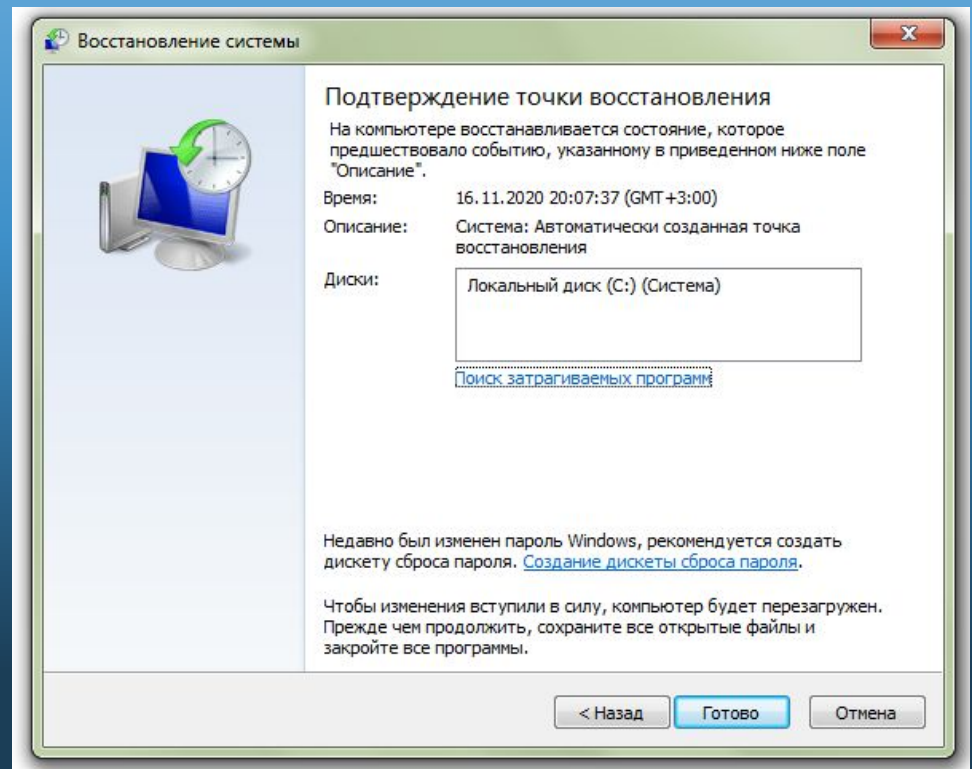 Восстановление системы
Подтверждение точки восстановления
На компьютере восстанавливается состояние, которое
предшествовало событию, указанному в приведенном ниже поле
"Описание".
Время: 16.11.2020 20:07:37 (GMT+3:00)
Описание: Система: Автоматически созданная точка
восстановления
Диски: Локальный диск (C:) (Система)
Поиск затрагиваемых программ
Недавно был изменен пароль Windows, рекомендуется создать
дискету сброса пароля. Создание дискеты сброса пароля.
Чтобы изменения вступили в силу, компьютер будет перезагружен.
Прежде чем продолжить, сохраните все открытые файлы и
закройте все программы.
< Назад Готово Отмена